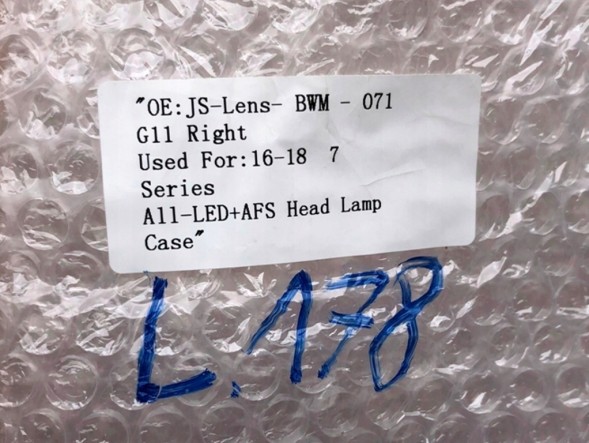 "OE:JS-Lens- BWM - 071
G11 Right
Used For:16-18 7
Series
All-LED+AFS Head Lamp
Case"
L.178